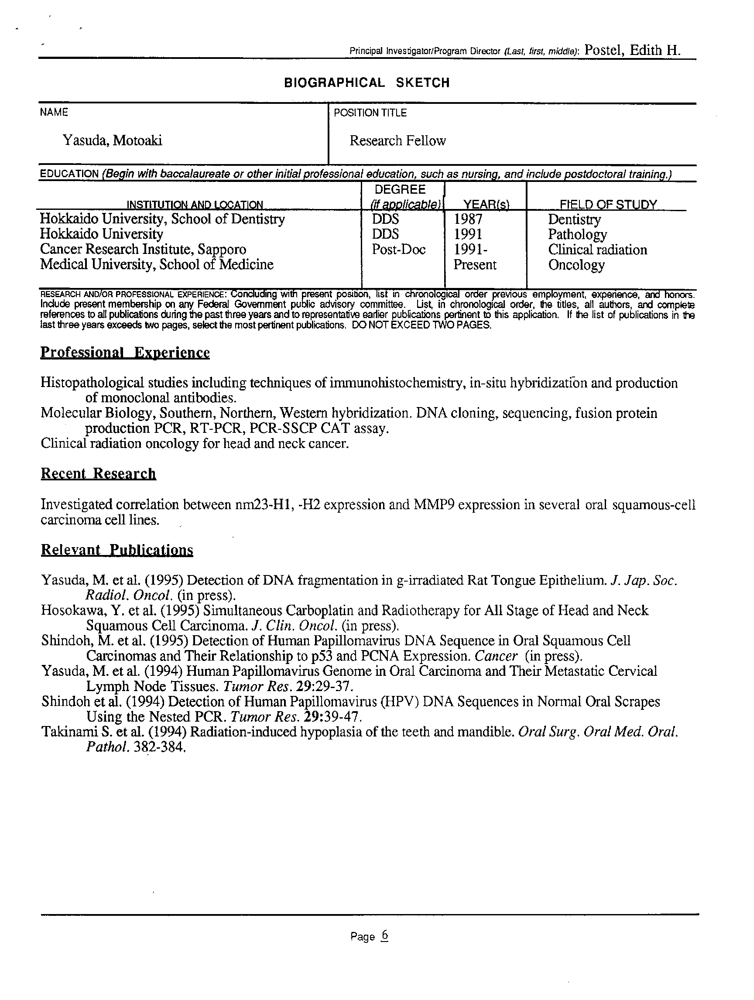 Principal Investigator/Program Director (Last, first, middle): Postel, Edith H.
BIOGRAPHICAL SKETCH
NAME POSITION TITLE
Yasuda, Motoaki Research Fellow
EDUCATION (Begin with baccalaureate or other initial professional education, such as nursing, and include postdoctoral training.)
INSTITUTION AND LOCATION DEGREE (if applicable) YEAR(s) FIELD OF STUDY
Hokkaido University, School of Dentistry DDS 1987 Dentistry
Hokkaido University DDS 1991 Pathology
Cancer Research Institute, Sapporo Post-Doc 1991- Clinical radiation
Medical University, School of Medicine Present Oncology
RESEARCH AND/OR PROFESSIONAL EXPERIENCE: Concluding with present position, list in chronological order previous employment, experience, and honors.
Include present membership on any Federal Government public advisory committee. List, in chronological order, the titles, all authors, and complete
references to all publications during the past three years and to representative earlier publications pertinent to this application. If the list of publications in the
last three years exceeds two pages, select the most pertinent publications. DO NOT EXCEED TWO PAGES.
Professional Experience
Histopathological studies including techniques of immunohistochemistry, in-situ hybridization and production
of monoclonal antibodies.
Molecular Biology, Southern, Northern, Western hybridization. DNA cloning, sequencing, fusion protein
production PCR, RT-PCR, PCR-SSCP CAT assay.
Clinical radiation oncology for head and neck cancer.
Recent Research
Investigated correlation between nm23-H1, -H2 expression and MMP9 expression in several oral squamous-cell
carcinoma cell lines.
Relevant Publications
Yasuda, M. et al. (1995) Detection of DNA fragmentation in g-irradiated Rat Tongue Epithelium. J. Jap. Soc.
Radiol. Oncol. (in press).
Hosokawa, Y. et al. (1995) Simultaneous Carboplatin and Radiotherapy for All Stage of Head and Neck
Squamous Cell Carcinoma. J. Clin. Oncol. (in press).
Shindoh, M. et al. (1995) Detection of Human Papillomavirus DNA Sequence in Oral Squamous Cell
Carcinomas and Their Relationship to p53 and PCNA Expression. Cancer (in press).
Yasuda, M. et al. (1994) Human Papillomavirus Genome in Oral Carcinoma and Their Metastatic Cervical
Lymph Node Tissues. Tumor Res. 29:29-37.
Shindoh et al. (1994) Detection of Human Papillomavirus (HPV) DNA Sequences in Normal Oral Scrapes
Using the Nested PCR. Tumor Res. 29:39-47.
Takinami S. et al. (1994) Radiation-induced hypoplasia of the teeth and mandible. Oral Surg. Oral Med. Oral.
Pathol. 382-384.
Page 6